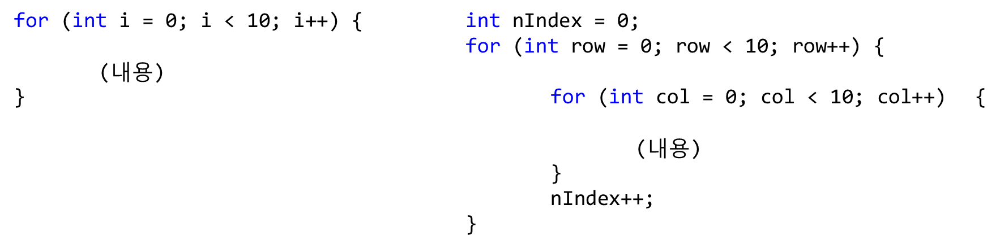 for (int i = 0; i < 10; i++) {
(내용)
}
int nIndex = 0;
for (int row = 0; row < 10; row++) {
for (int col = 0; col < 10; col++) {
(내용)
}
nIndex++;
}